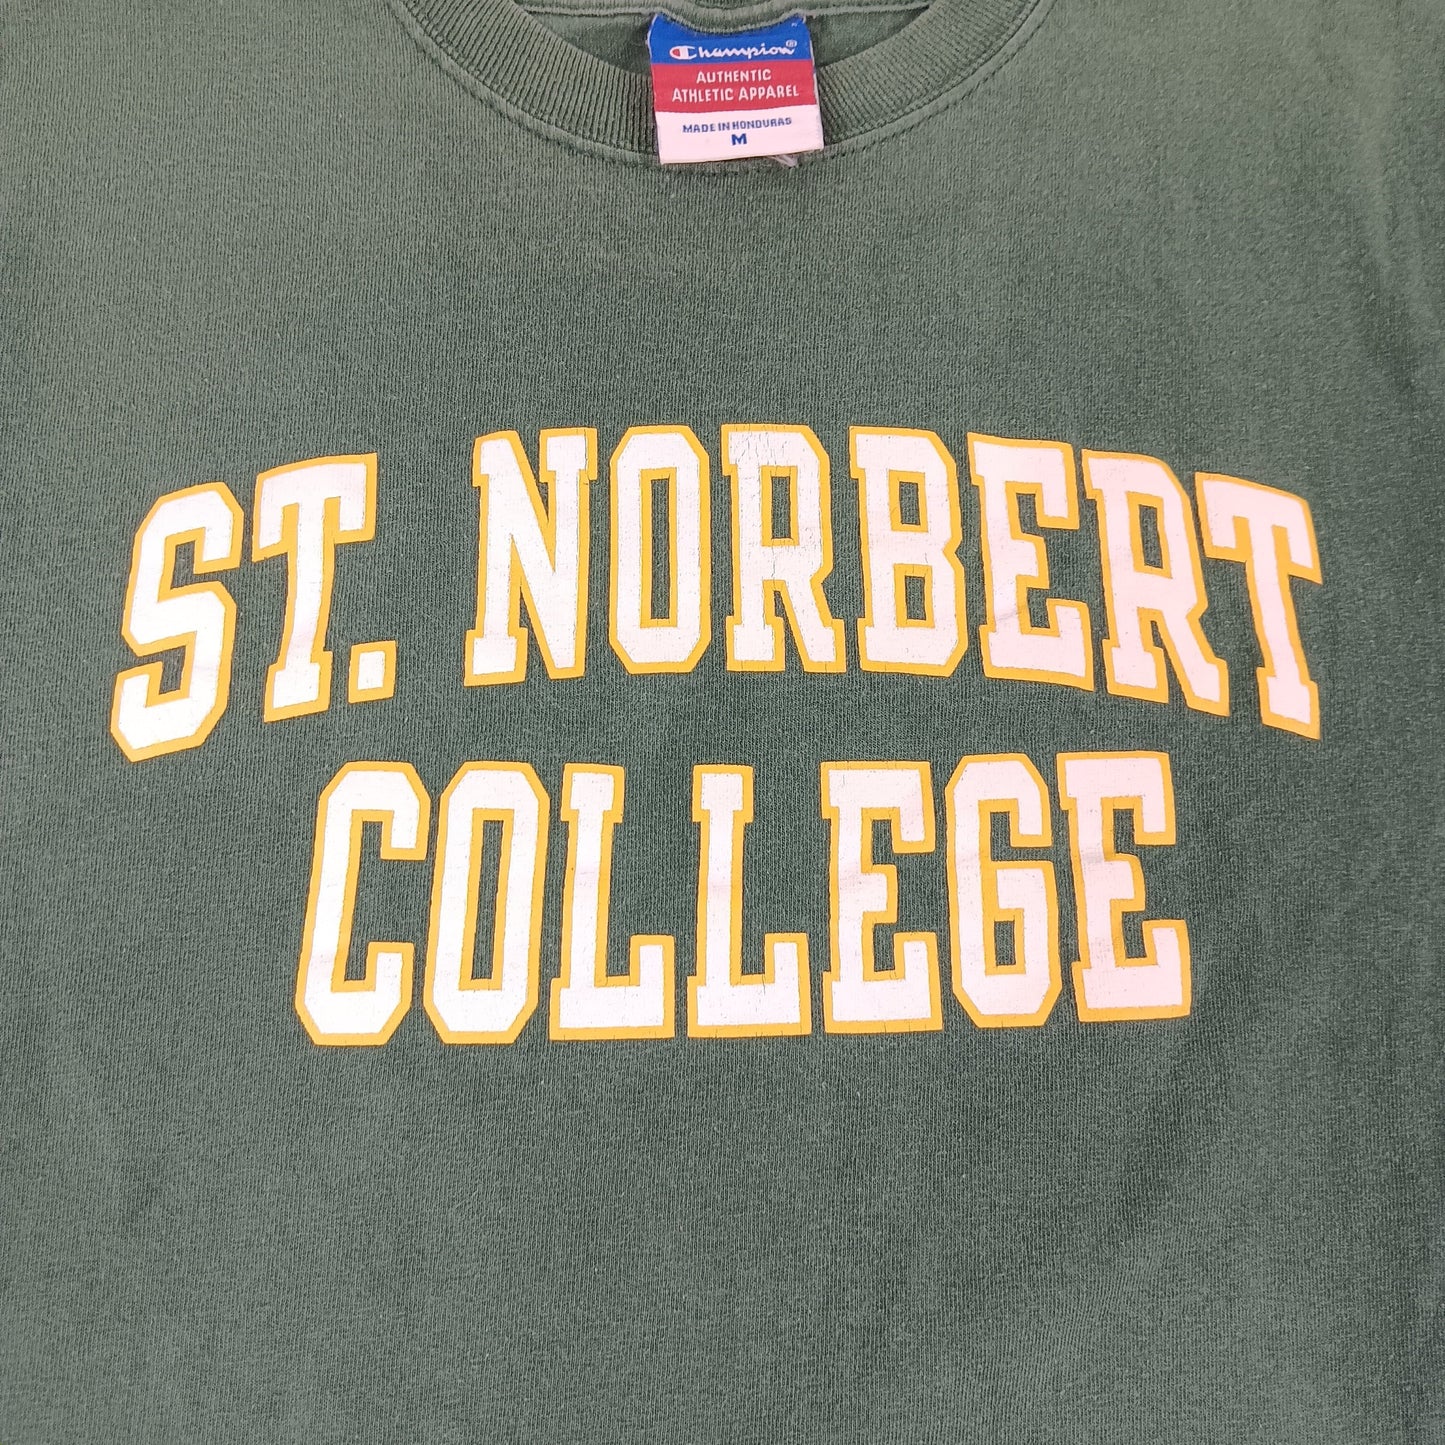 Champion®
AUTHENTIC
ATHLETIC APPAREL
MADE IN HONDURAS
M
ST. NORBERT
COLLEGE